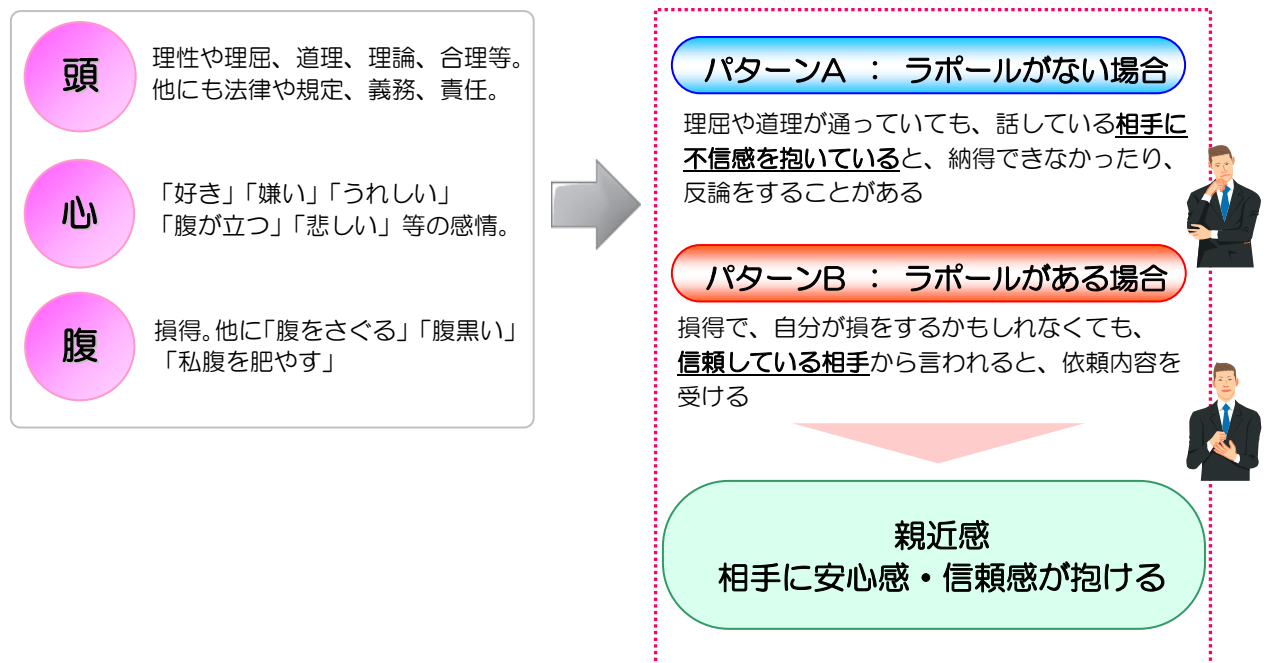 頭
理性や理屈、道理、理論、合理等。
他にも法律や規定、義務、責任。
心
「好き」「嫌い」「うれしい」
「腹が立つ」「悲しい」等の感情。
腹
損得。他に「腹をさぐる」「腹黒い」
「私腹を肥やす」
パターンA ： ラポールがない場合
理屈や道理が通っていても、話している相手に
不信感を抱いていると、納得できなかったり、
反論をすることがある
パターンB ： ラポールがある場合
損得で、自分が損をするかもしれなくても、
信頼している相手から言われると、依頼内容を
受ける
親近感
相手に安心感・信頼感が抱ける